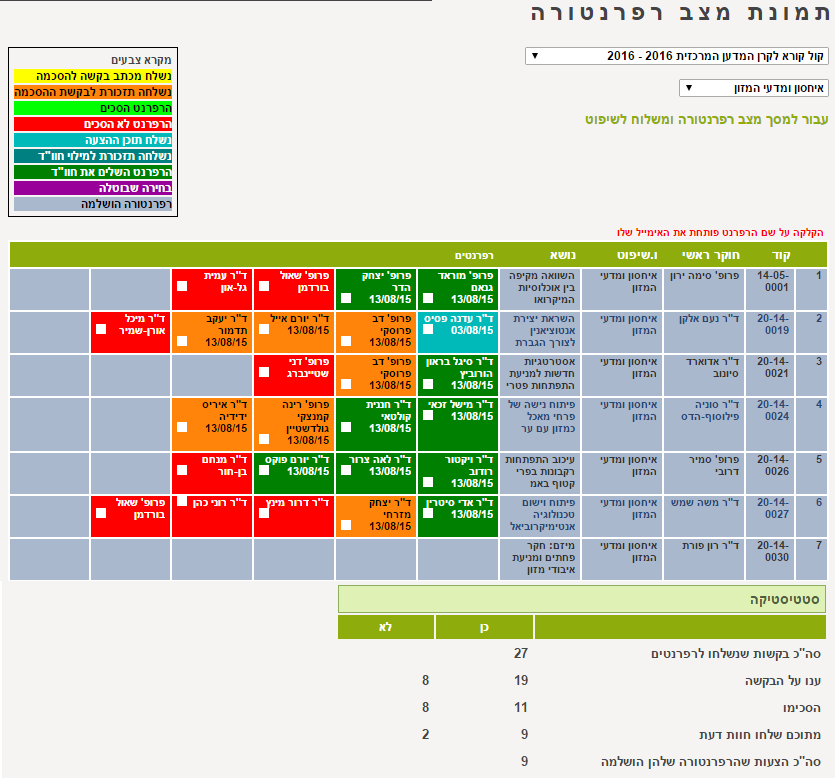 תמונת מצב רפרנטורה
קול קורא לקרן המדען המרכזית 2016 - 2016
איחסון ומדעי המזון
עבור למסך מצב רפרנטורה ומשלוח לשיפוט
מקרא צבעים
נשלח מכתב בקשה להסכמה
נשלחה תזכורת לבקשת ההסכמה
הרפרנט הסכים
הרפרנט לא הסכים
נשלח תוכן ההצעה
נשלחה תזכורת למילוי חוו"ד
הרפרנט השלים את חוו"ד
בחירה שבוטלה
רפרנטורה הושלמה
הקלקה על שם הרפרנט פותחת את האימייל שלו
קוד חוקר ראשי ו.שיפוט נושא רפרנטים
1 14-05-0001 פרופ' סימה ירון איחסון ומדעי המזון השוואה מקיפה בין אוכלוסיות המיקרואו פרופ' מוראד גנאם 13/08/15 פרופ' יצחק הדר 13/08/15 פרופ' שאול בורדמן ד"ר עמית גל-און
2 20-14-0019 ד"ר נעם אלקן איחסון ומדעי המזון השראת יצירת אנטוציאנין לצורך הגברת ד"ר עדנה פסיס 03/08/15 פרופ' דב פרוסקי 13/08/15 ד"ר יורם אייל 13/08/15 ד"ר יעקב תדמור 13/08/15 ד"ר מיכל אורן-שמיר
3 20-14-0021 ד"ר אדוארד סיונוב איחסון ומדעי המזון אסטרטגיות חדשות למניעת התפתחות פטרי ד"ר סיגל בראון הורוביץ 13/08/15 פרופ' דב פרוסקי 13/08/15 פרופ' דני שטיינברג
4 20-14-0024 ד"ר סוניה פילוסוף-הדס איחסון ומדעי המזון פיתוח גישה של פרחי מאכל כמזון עם ער ד"ר מישל זכאי 13/08/15 ד"ר חננית קולטאי 13/08/15 פרופ' רינה קמנצקי גולדשטיין 13/08/15 ד"ר איריס ידידיה 13/08/15
5 20-14-0026 פרופ' סמיר דרובי איחסון ומדעי המזון עיכוב התפתחות רקבונות בפרי קטוף באמ ד"ר ויקטור רודוב 13/08/15 ד"ר לאה צרור 13/08/15 ד"ר יורם פוקס 13/08/15 ד"ר מנחם בן-חור
6 20-14-0027 ד"ר משה שמש איחסון ומדעי המזון פיתוח וישום טכנולוגיה אנטימיקרוביאל ד"ר אדי סיטרין 13/08/15 ד"ר יצחק מזרחי 13/08/15 ד"ר דרור מינץ ד"ר רוני כהן פרופ' שאול בורדמן
7 20-14-0030 ד"ר רון פורת איחסון ומדעי המזון מיזם: חקר פחתים ומניעת איבודי מזון
סטטיסטיקה
כן לא
סה"כ בקשות שנשלחו לרפרנטים 27
ענו על הבקשה 19 8
הסכימו 11 8
מתוכם שלחו חוות דעת 9 2
סה"כ הצעות שהרפרנטורה שלהן הושלמה 9